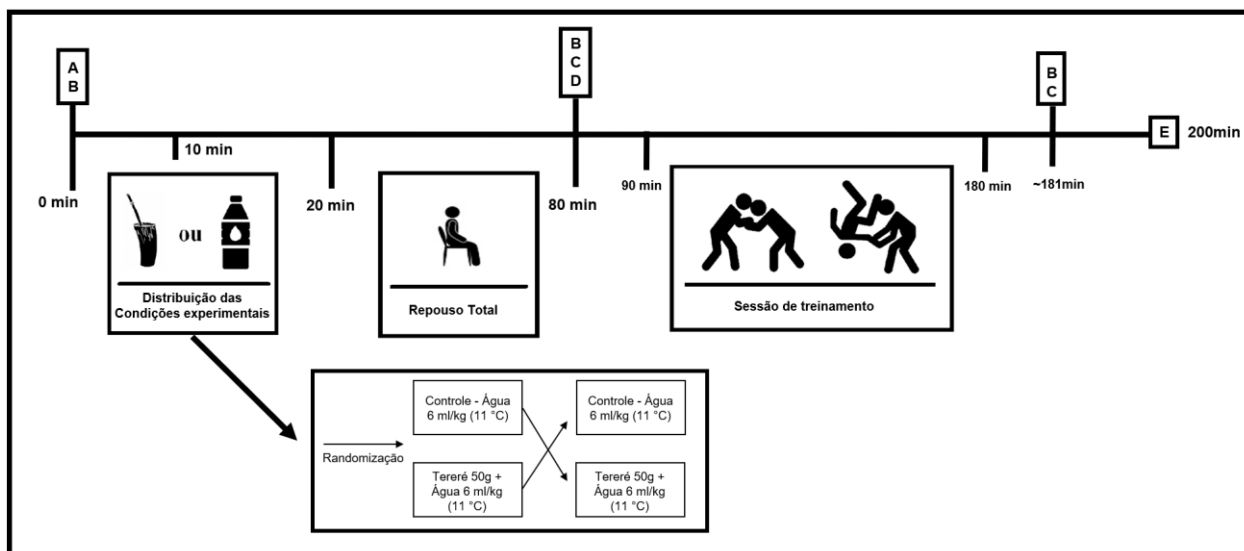 A
B
B
C
D
B
C
E
200min
0 min
10 min
20 min
80 min
90 min
180 min
~181min
ou
Distribuição das
Condições experimentais
Repouso Total
Sessão de treinamento
Randomização
Controle - Água
6 ml/kg (11 °C)
Controle - Água
6 ml/kg (11 °C)
Tereré 50g +
Água 6 ml/kg
(11 °C)
Tereré 50g +
Água 6 ml/kg
(11 °C)